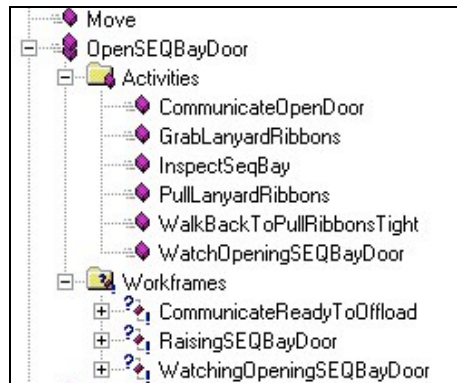 Move
OpenSEQBayDoor
Activities
CommunicateOpenDoor
GrabLanyardRibbons
InspectSeqBay
PullLanyardRibbons
WalkBackToPullRibbonsTight
WatchOpeningSEQBayDoor
Workframes
CommunicateReadyToOffload
RaisingSEQBayDoor
WatchingOpeningSEQBayDoor